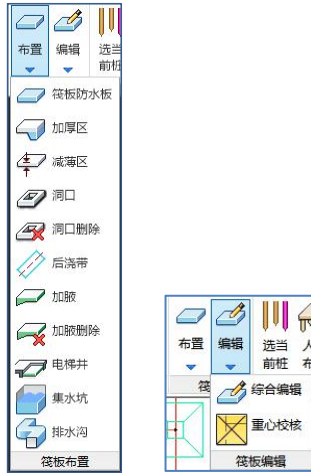 布置 编辑 选当
前桩
筏板防水板
加厚区
减薄区
洞口
洞口删除
后浇带
加腋
加腋删除
电梯井
集水坑
排水沟
筏板布置
布置 编辑 选当 人
前桩 布
筏
综合编辑
重心校核
筏板编辑